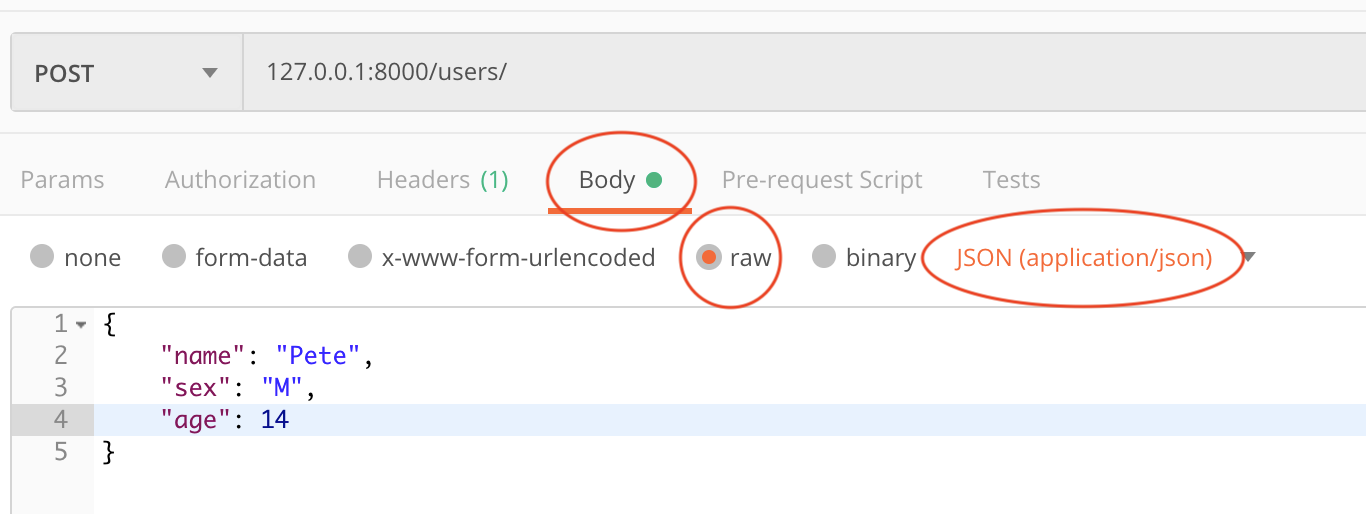 POST 127.0.0.1:8000/users/
Params Authorization Headers (1) Body Pre-request Script Tests
none form-data x-www-form-urlencoded raw binary JSON (application/json)
1 {
2 "name": "Pete",
3 "sex": "M",
4 "age": 14
5 }